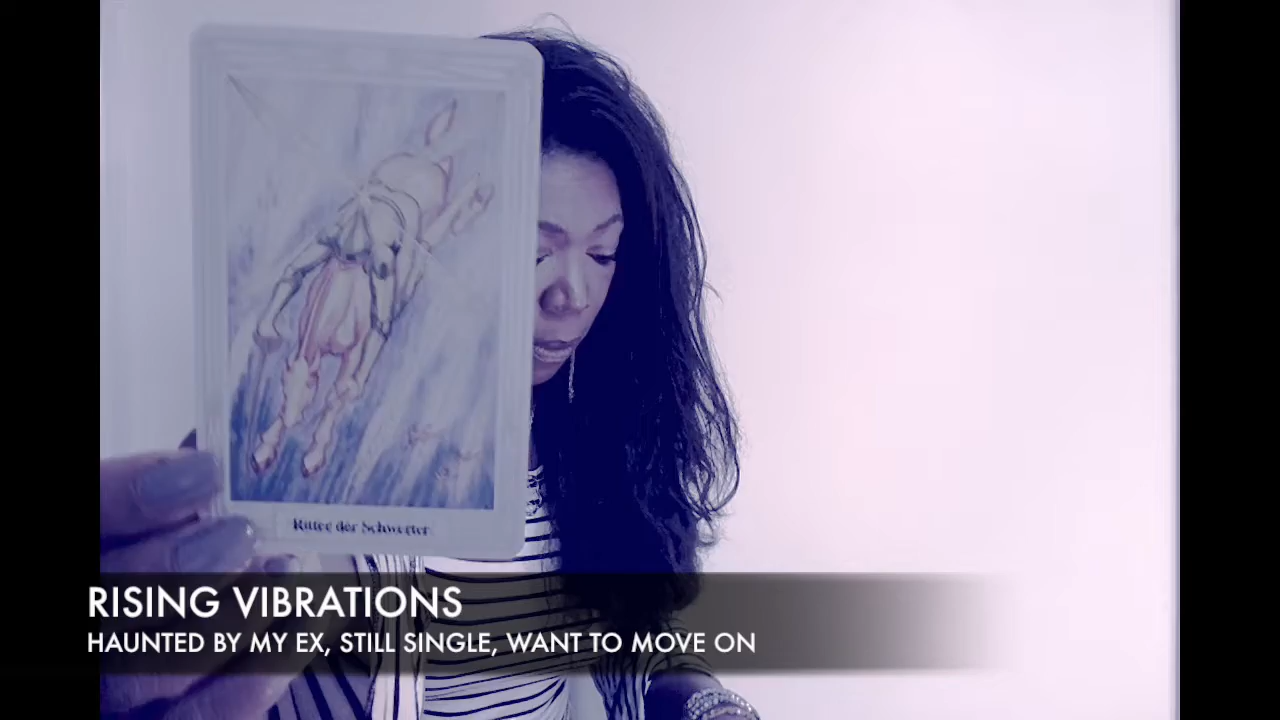 Ritter der Schwerter
RISING VIBRATIONS
HAUNTED BY MY EX, STILL SINGLE, WANT TO MOVE ON